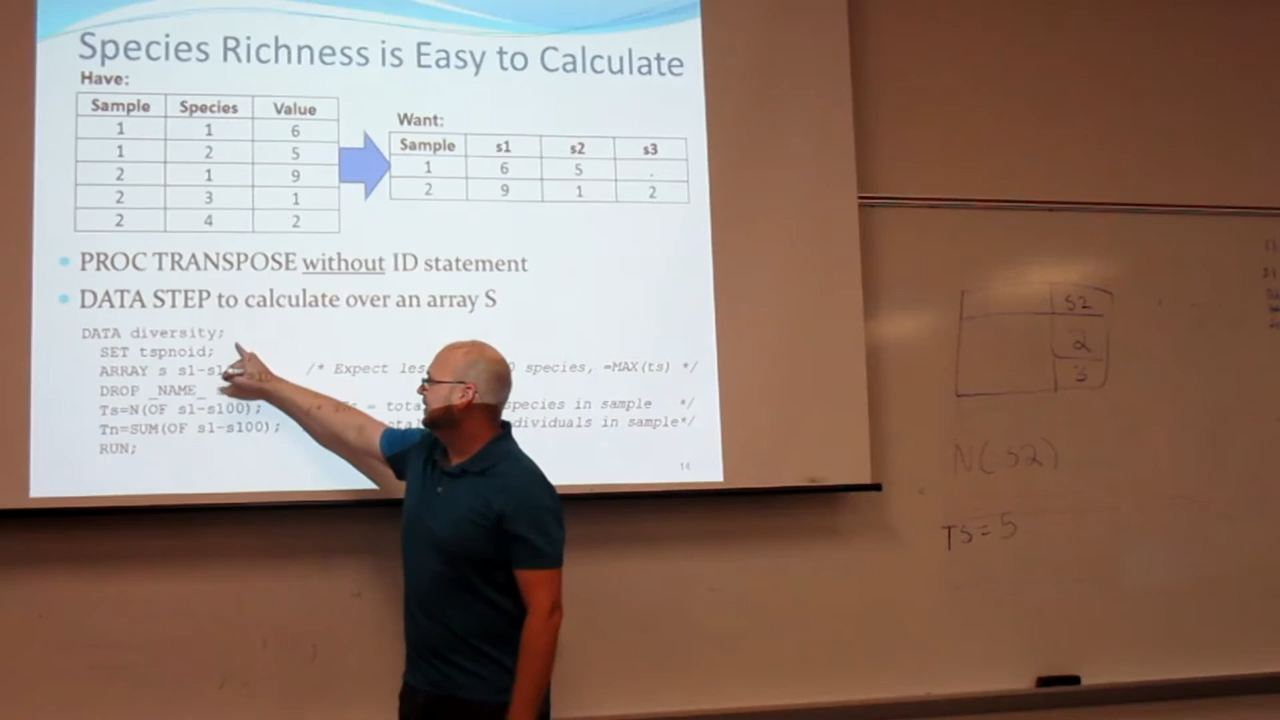 Species Richness is Easy to Calculate
Have:
Sample Species Value
1 1 6
1 2 5
2 1 9
2 3 1
2 4 2
Want:
Sample s1 s2 s3
1 6 5 .
2 9 1 2
• PROC TRANSPOSE without ID statement
• DATA STEP to calculate over an array S
DATA diversity;
SET tspnoid;
ARRAY s /* Expect species, =MAX(ts) */
DROP _NAME_
Ts=N(OF s1-s100); = species in sample */
Tn=SUM(OF s1-s100); in sample*/
RUN;
14
S2
2
3
N(S2)
TS=5